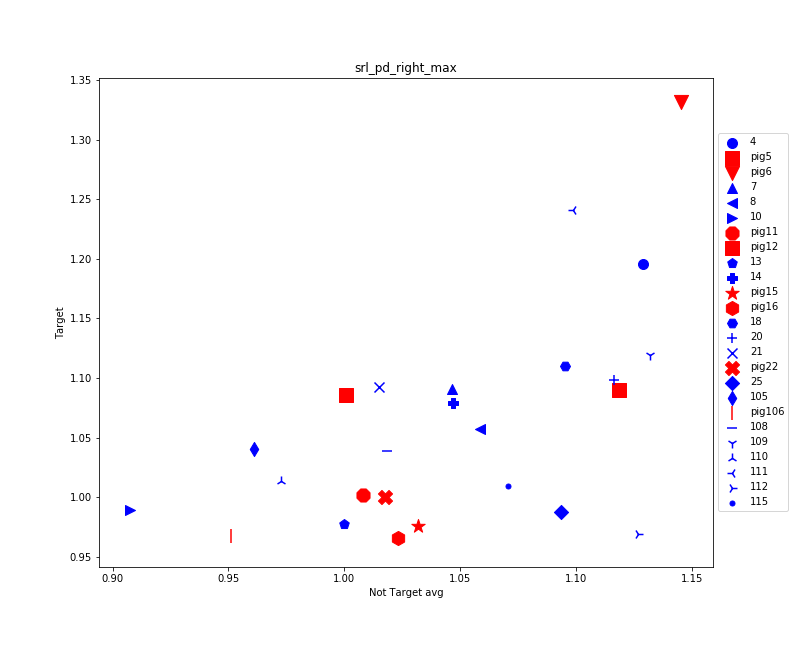 srl_pd_right_max
1.35
1.30
1.25
1.20
1.15
1.10
1.05
1.00
0.95
Target
0.90
0.95
1.00
1.05
1.10
1.15
Not Target avg
4
pig5
pig6
7
8
10
pig11
pig12
13
14
pig15
pig16
18
20
21
pig22
25
105
pig106
108
109
110
111
112
115